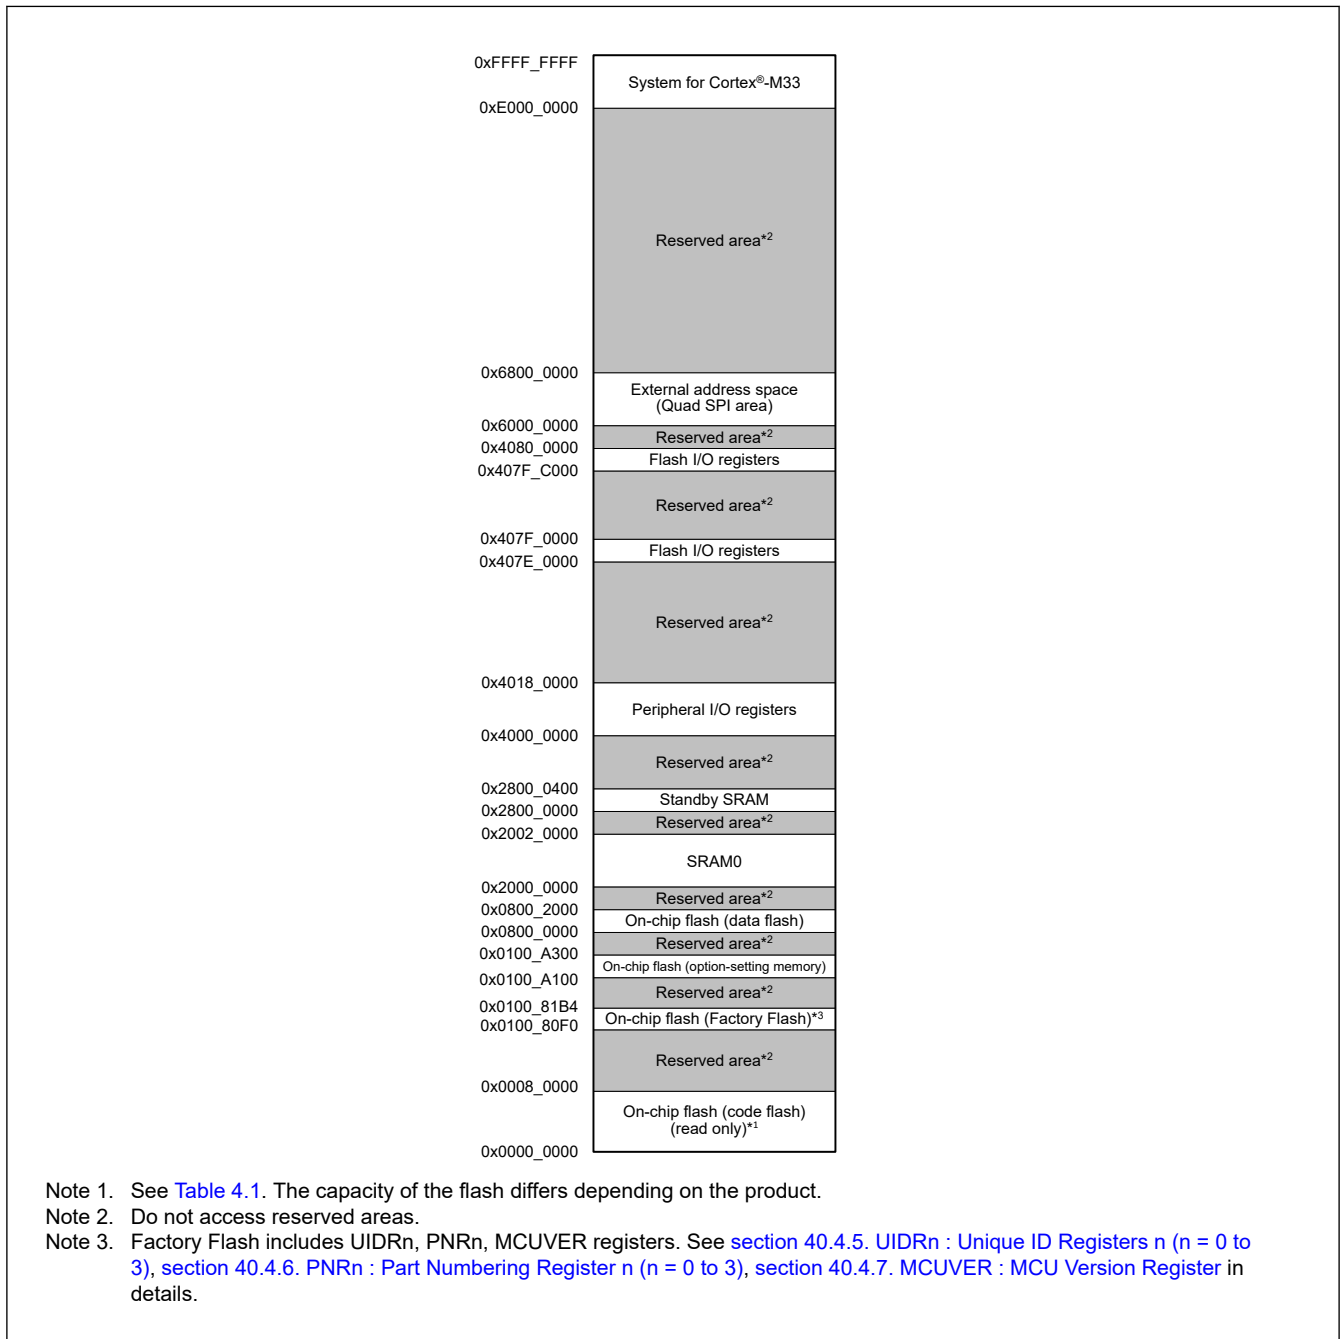 0xFFFF_FFFF
System for Cortex®-M33
0xE000_0000
Reserved area*2
0x6800_0000
External address space
(Quad SPI area)
0x6000_0000
Reserved area*2
0x4080_0000
Flash I/O registers
0x407F_C000
Reserved area*2
0x407F_0000
Flash I/O registers
0x407E_0000
Reserved area*2
0x4018_0000
Peripheral I/O registers
0x4000_0000
Reserved area*2
0x2800_0400
Standby SRAM
0x2800_0000
Reserved area*2
0x2002_0000
SRAM0
0x2000_0000
Reserved area*2
0x0800_2000
On-chip flash (data flash)
0x0800_0000
Reserved area*2
0x0100_A300
On-chip flash (option-setting memory)
0x0100_A100
Reserved area*2
0x0100_81B4
On-chip flash (Factory Flash)*3
0x0100_80F0
Reserved area*2
0x0008_0000
On-chip flash (code flash)
(read only)*1
0x0000_0000
Note 1. See Table 4.1. The capacity of the flash differs depending on the product.
Note 2. Do not access reserved areas.
Note 3. Factory Flash includes UIDRn, PNRn, MCUVER registers. See section 40.4.5. UIDRn : Unique ID Registers n (n = 0 to
3), section 40.4.6. PNRn : Part Numbering Register n (n = 0 to 3), section 40.4.7. MCUVER : MCU Version Register in
details.